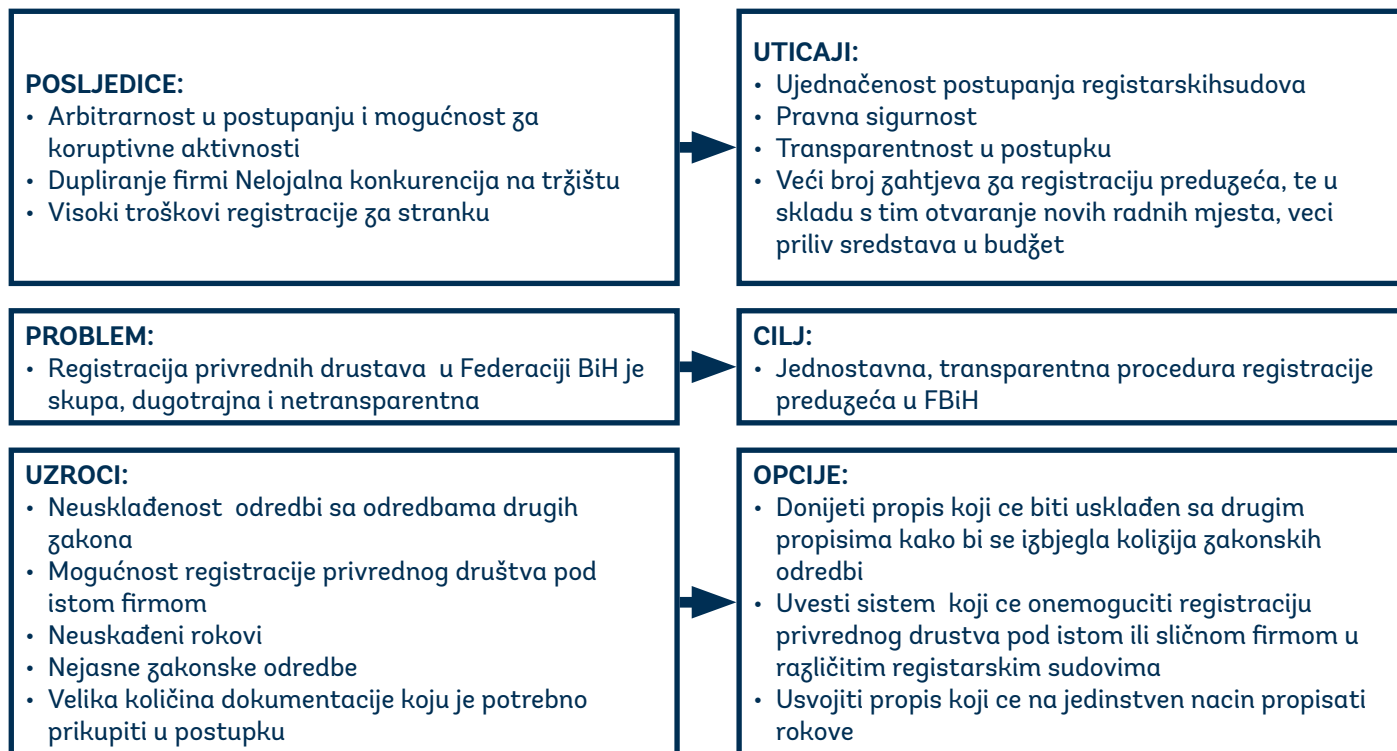 POSLJEDICE:
• Arbitrarnost u postupanju i mogućnost za
koruptivne aktivnosti
• Dupliranje firmi Nelojalna konkurencija na tržištu
• Visoki troškovi registracije za stranku
UTICAJI:
• Ujednačenost postupanja registarskihsudova
• Pravna sigurnost
• Transparentnost u postupku
• Veći broj zahtjeva za registraciju preduzeća, te u
skladu s tim otvaranje novih radnih mjesta, veci
priliv sredstava u budžet
PROBLEM:
• Registracija privrednih drustava u Federaciji BiH je
skupa, dugotrajna i netransparentna
CILJ:
• Jednostavna, transparentna procedura registracije
preduzeća u FBiH
UZROCI:
• Neusklađenost odredbi sa odredbama drugih
zakona
• Mogućnost registracije privrednog društva pod
istom firmom
• Neuskađeni rokovi
• Nejasne zakonske odredbe
• Velika količina dokumentacije koju je potrebno
prikupiti u postupku
OPCIJE:
• Donijeti propis koji ce biti usklađen sa drugim
propisima kako bi se izbjegla kolizija zakonskih
odredbi
• Uvesti sistem koji ce onemoguciti registraciju
privrednog drustva pod istom ili sličnom firmom u
različitim registarskim sudovima
• Usvojiti propis koji ce na jedinstven nacin propisati
rokove